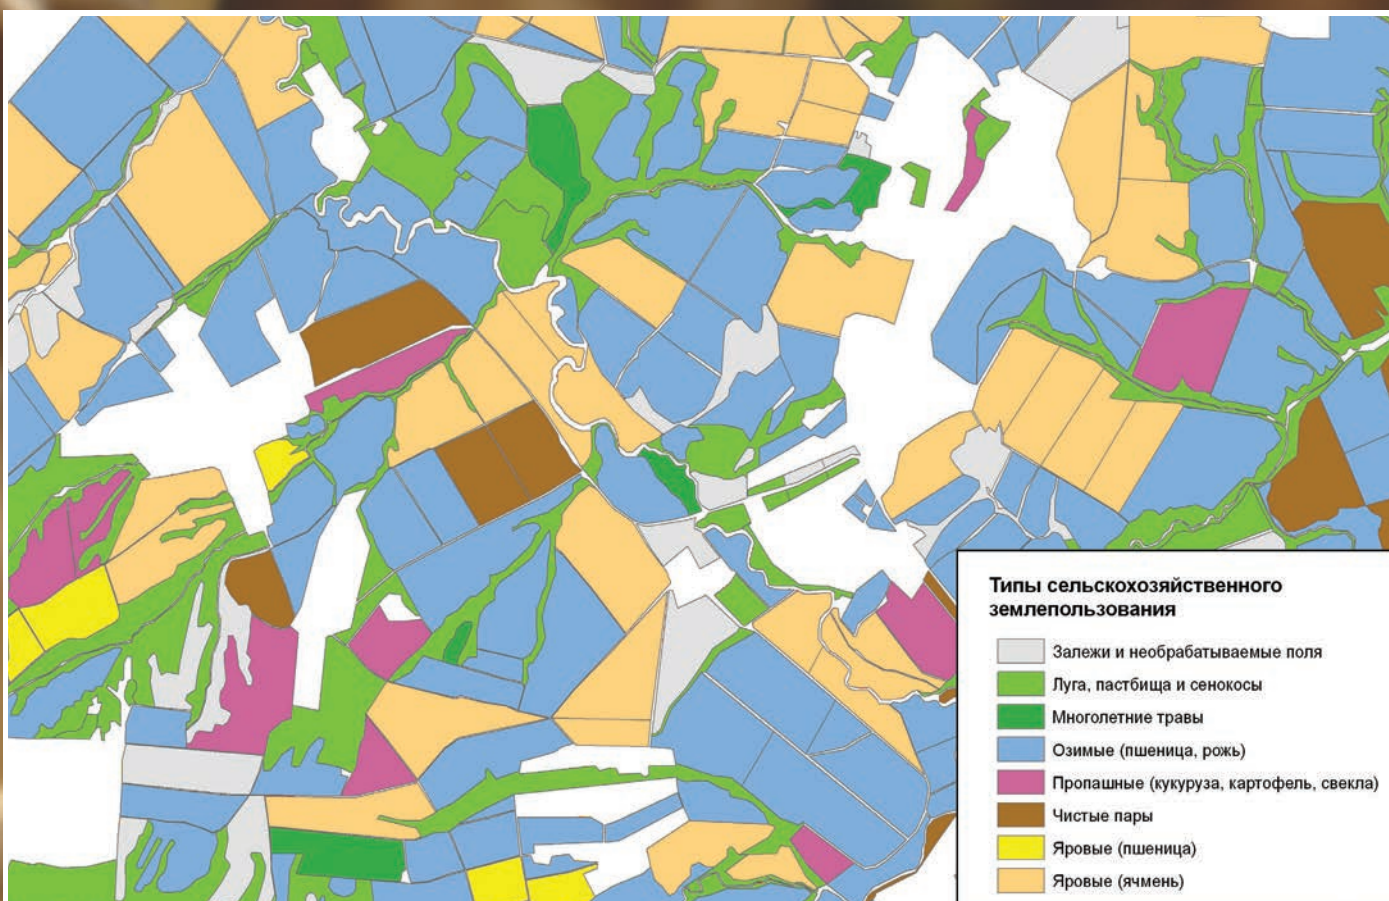 Типы сельскохозяйственного
землепользования
Залежи и необрабатываемые поля
Луга, пастбища и сенокосы
Многолетние травы
Озимые (пшеница, рожь)
Пропашные (кукуруза, картофель, свекла)
Чистые пары
Яровые (пшеница)
Яровые (ячмень)